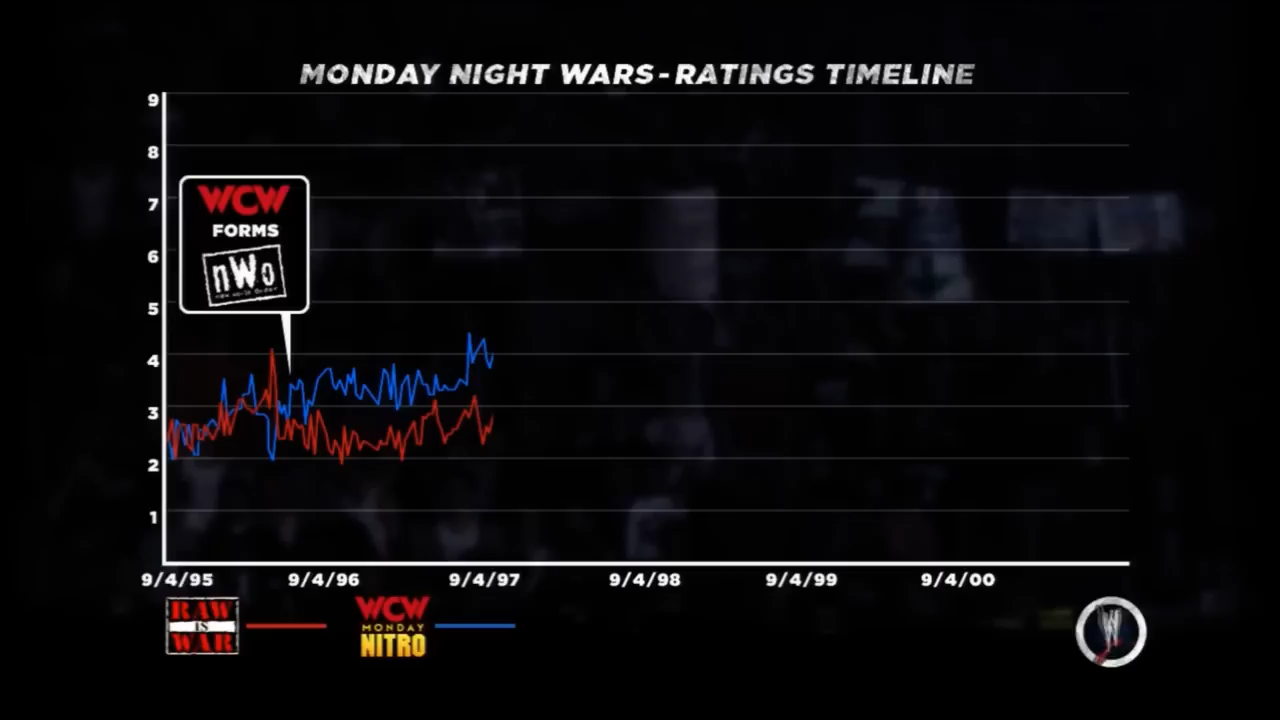 MONDAY NIGHT WARS - RATINGS TIMELINE
9
8
7
6
5
4
3
2
1
WCW
FORMS
nWo
9/4/95 9/4/96 9/4/97 9/4/98 9/4/99 9/4/00
RAW
IS
WAR
WCW
MONDAY
NITRO
W